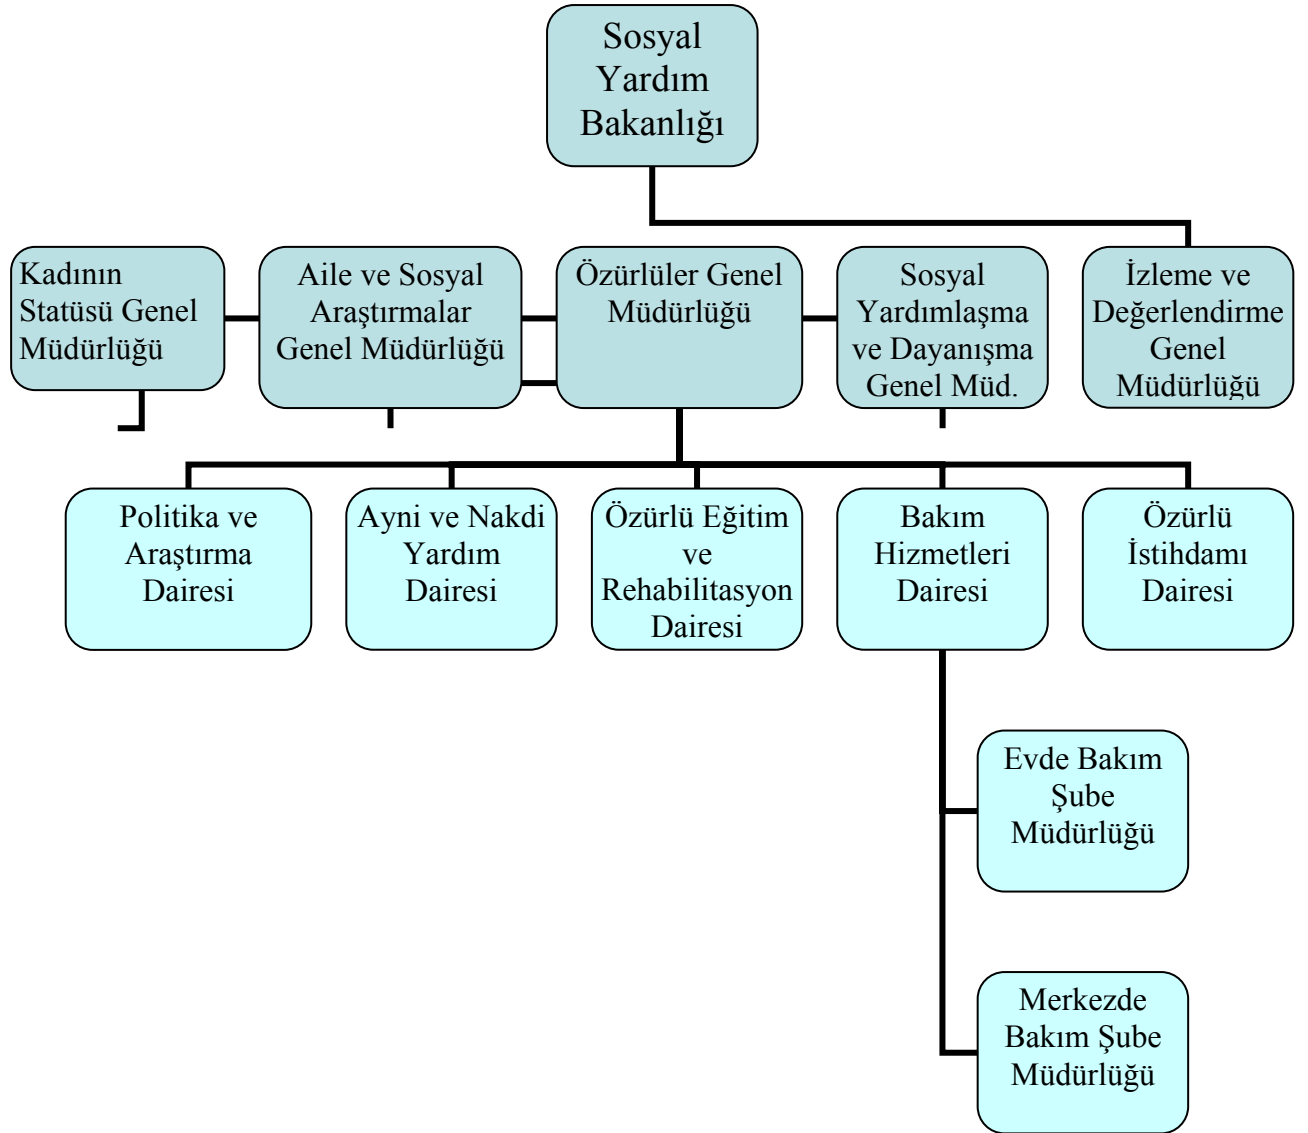 Sosyal
Yardım
Bakanlığı
Kadının
Statüsü Genel
Müdürlüğü
Aile ve Sosyal
Araştırmalar
Genel Müdürlüğü
Özürlüler Genel
Müdürlüğü
Sosyal
Yardımlaşma
ve Dayanışma
Genel Müd.
İzleme ve
Değerlendirme
Genel
Müdürlüğü
Politika ve
Araştırma
Dairesi
Ayni ve Nakdi
Yardım
Dairesi
Özürlü Eğitim
ve
Rehabilitasyon
Dairesi
Bakım
Hizmetleri
Dairesi
Özürlü
İstihdamı
Dairesi
Evde Bakım
Şube
Müdürlüğü
Merkezde
Bakım Şube
Müdürlüğü